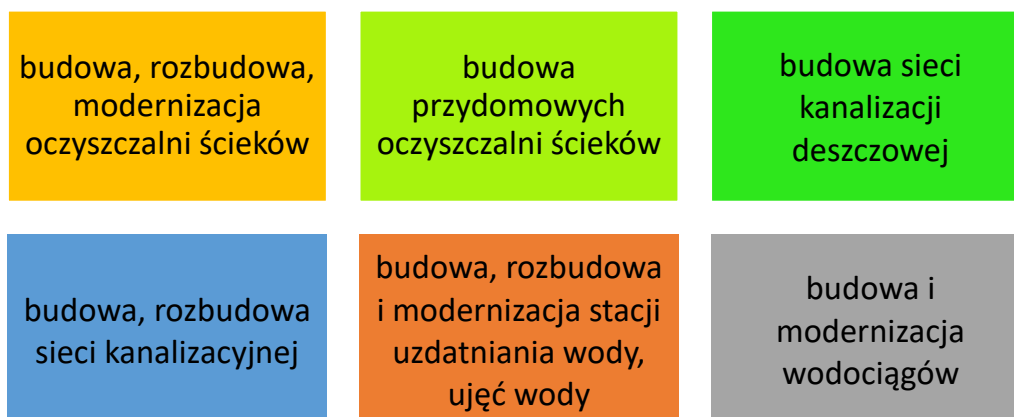 budowa, rozbudowa,
modernizacja
oczyszczalni ścieków
budowa
przydomowych
oczyszczalni ścieków
budowa sieci
kanalizacji
deszczowej
budowa, rozbudowa
sieci kanalizacyjnej
budowa, rozbudowa
i modernizacja stacji
uzdatniania wody,
ujęć wody
budowa i
modernizacja
wodociągów